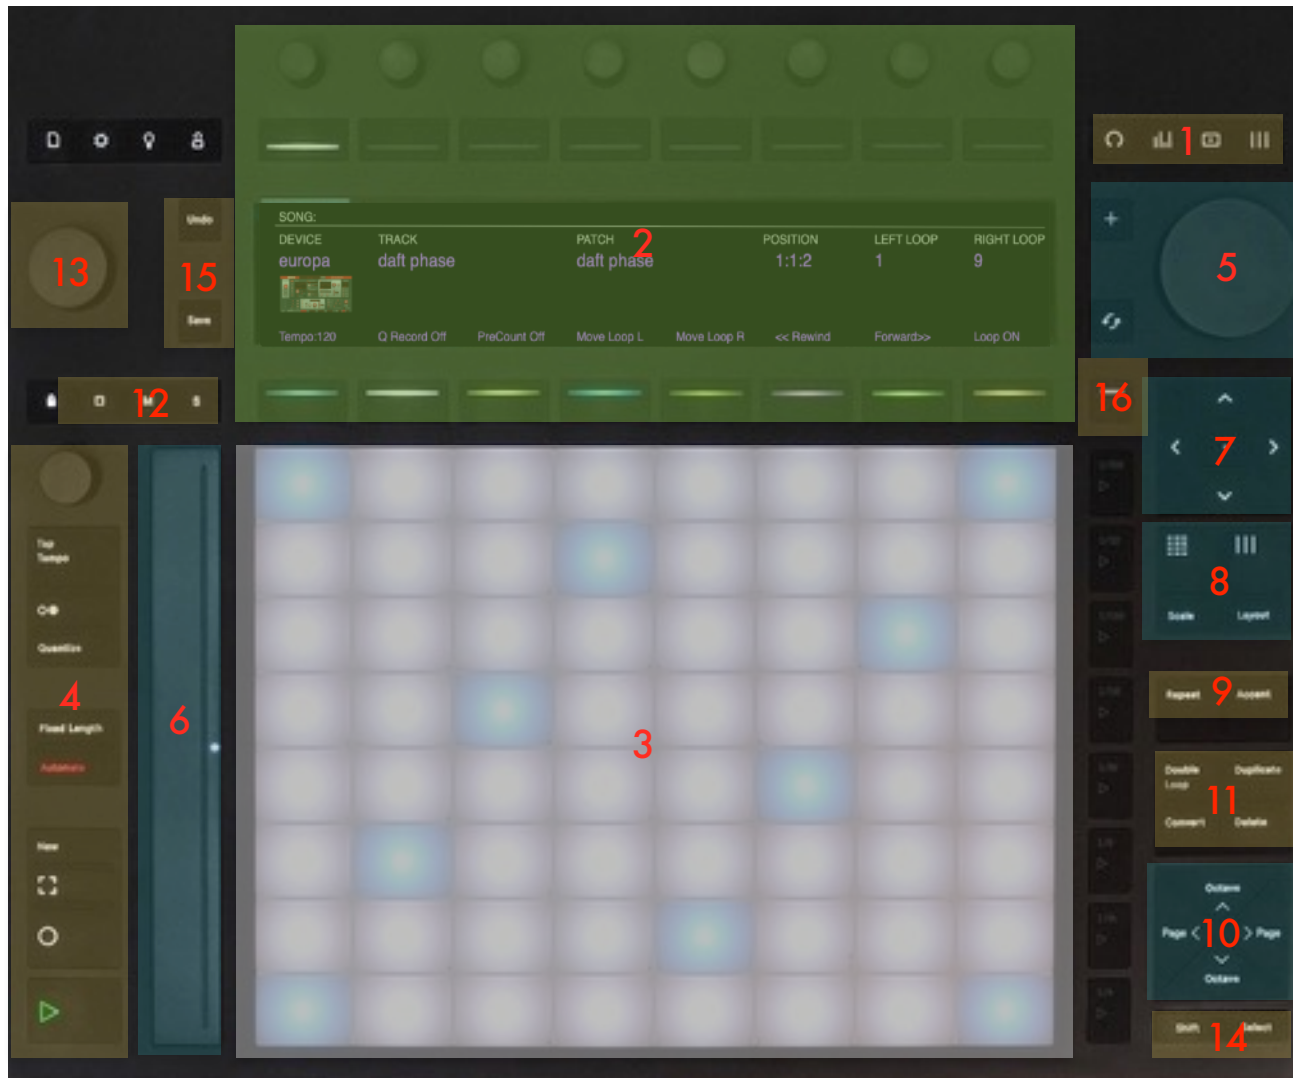 1
Undo
13
15
Save
SONG:
DEVICE TRACK PATCH POSITION LEFT LOOP RIGHT LOOP
2
europa daft phase daft phase 1:1:2 1 9
Tempo:120 Q Record Off PreCount Off Move Loop L Move Loop R << Rewind Forward>> Loop ON
5
12
M
S
16
7
Tap
Tempo
Quantize
4
Fixed Length
Automate
New
6
3
8
Scale Layout
Repeat 9 Accent
Double
Loop
Duplicate
11
Convert Delete
Octave
Page < 10 > Page
Octave
Shift 14 Select